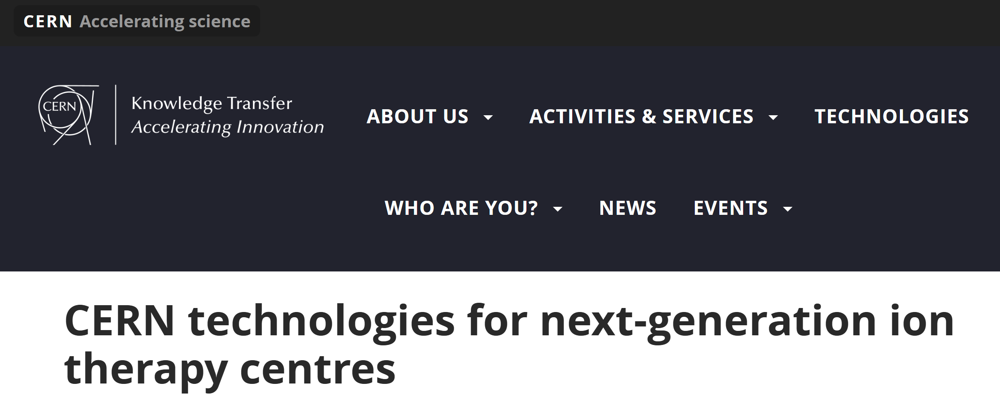 CERN Accelerating science
CERN
Knowledge Transfer
Accelerating Innovation
ABOUT US
ACTIVITIES & SERVICES
TECHNOLOGIES
WHO ARE YOU?
NEWS
EVENTS
CERN technologies for next-generation ion
therapy centres